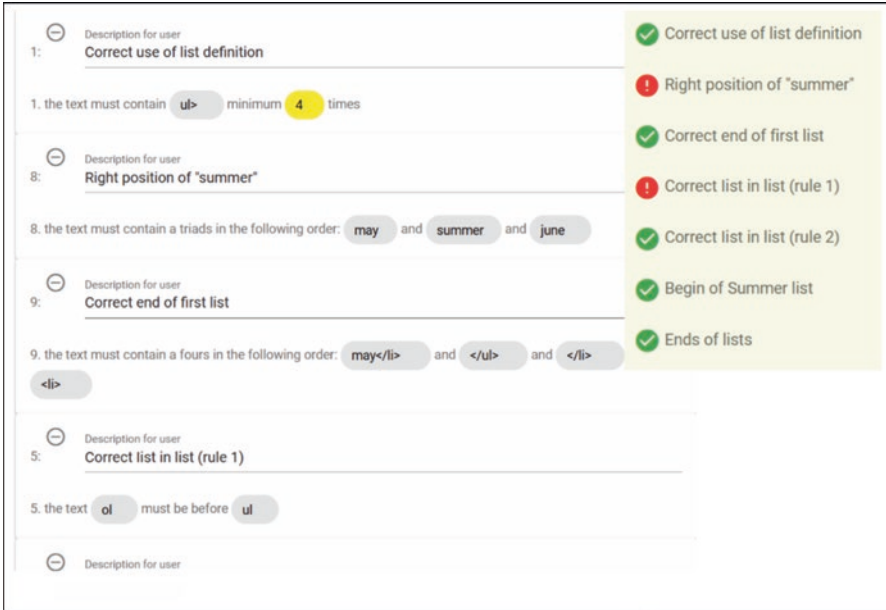 Description for user
1: Correct use of list definition
1. the text must contain ul> minimum 4 times
Description for user
8: Right position of "summer"
8. the text must contain a triads in the following order: may and summer and june
Description for user
9: Correct end of first list
9. the text must contain a fours in the following order: may</li> and </ul> and </li>
<li>
Description for user
5: Correct list in list (rule 1)
5. the text ol must be before ul
Description for user
Correct use of list definition
Right position of "summer"
Correct end of first list
Correct list in list (rule 1)
Correct list in list (rule 2)
Begin of Summer list
Ends of lists